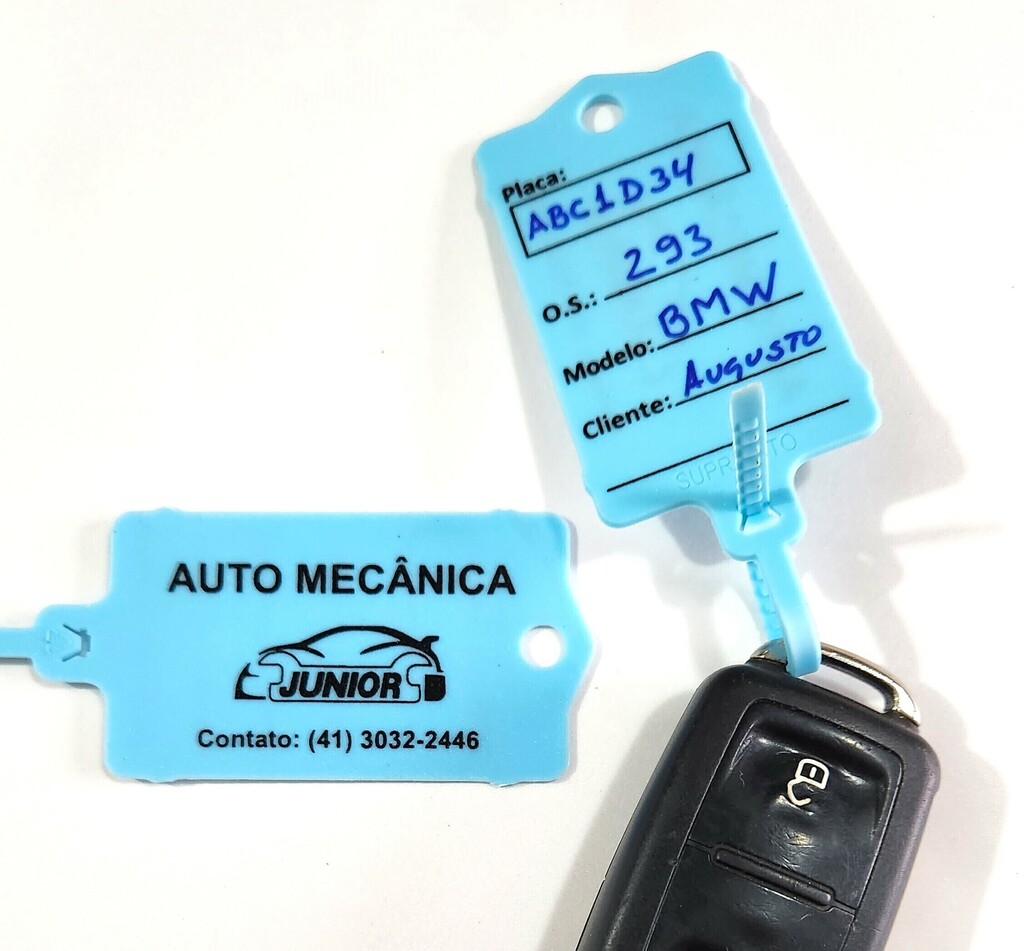 Placa:
ABC1D34
O.S.: 293
Modelo: BMW
Cliente: AUGUSTO
AUTO MECÂNICA
JUNIOR
Contato: (41) 3032-2446